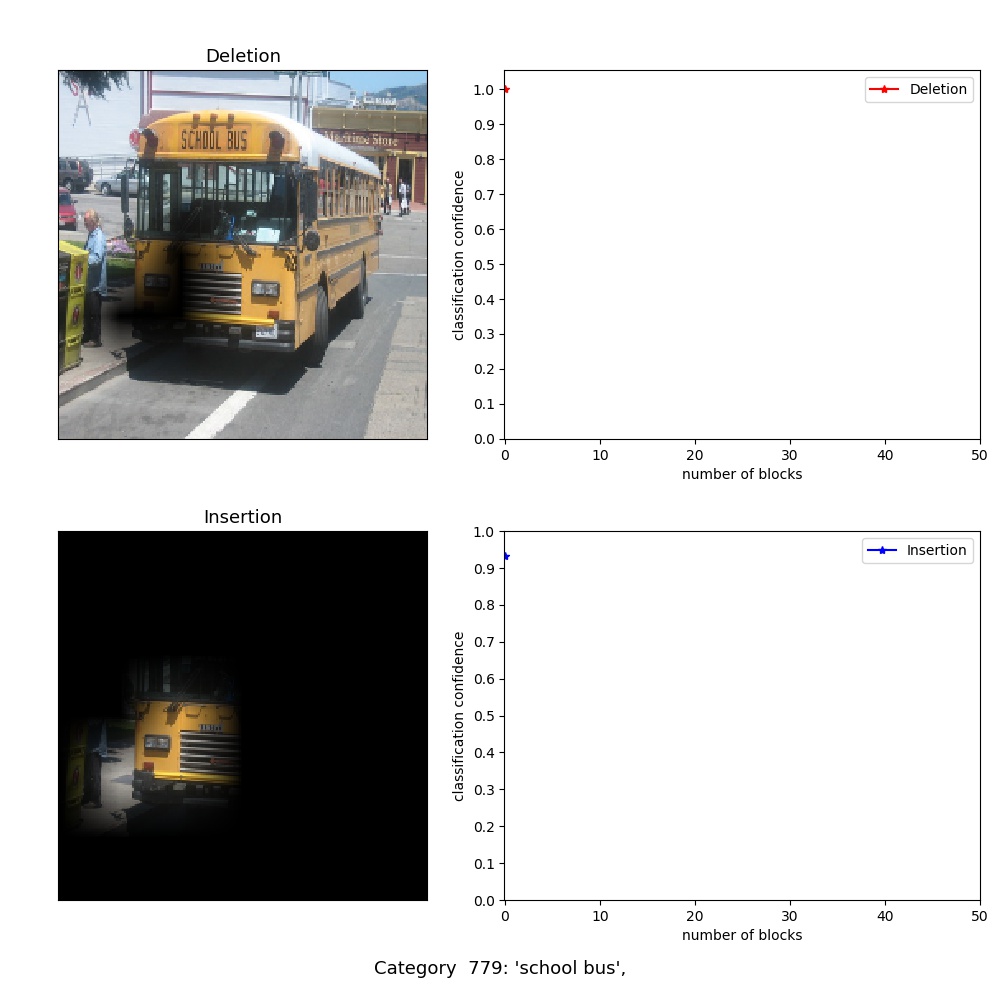 Deletion
SCHOOL BUS
Store
classification confidence
1.0
0.9
0.8
0.7
0.6
0.5
0.4
0.3
0.2
0.1
0.0
0 10 20 30 40 50
number of blocks
Deletion
Insertion
classification confidence
1.0
0.9
0.8
0.7
0.6
0.5
0.4
0.3
0.2
0.1
0.0
0 10 20 30 40 50
number of blocks
Insertion
Category 779: 'school bus',